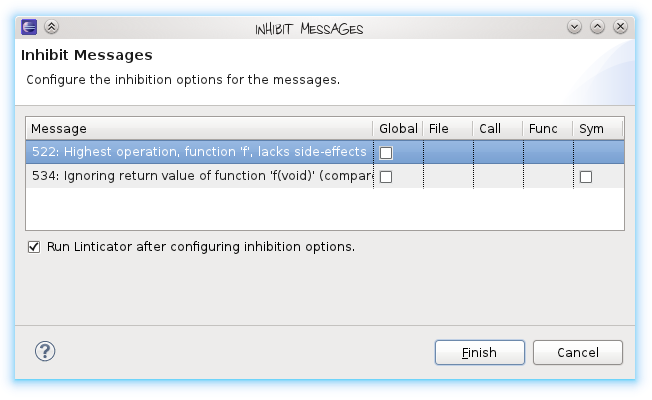 INHIBIT MESSAGES
Inhibit Messages
Configure the inhibition options for the messages.
Message Global File Call Func Sym
522: Highest operation, function 'f', lacks side-effects
534: Ignoring return value of function 'f(void)' (compar
Run Linticator after configuring inhibition options.
?
Finish Cancel